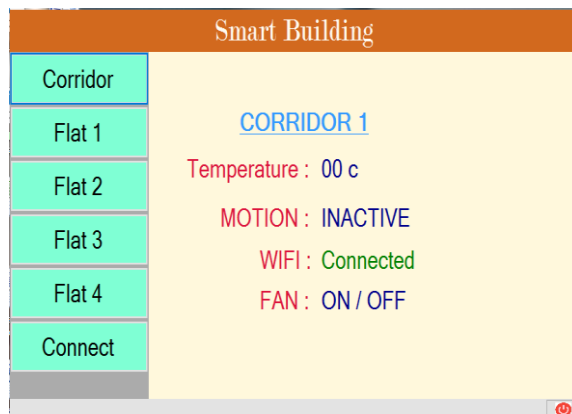 Smart Building
Corridor
Flat 1
Flat 2
Flat 3
Flat 4
Connect
CORRIDOR 1
Temperature : 00 c
MOTION : INACTIVE
WIFI : Connected
FAN : ON / OFF